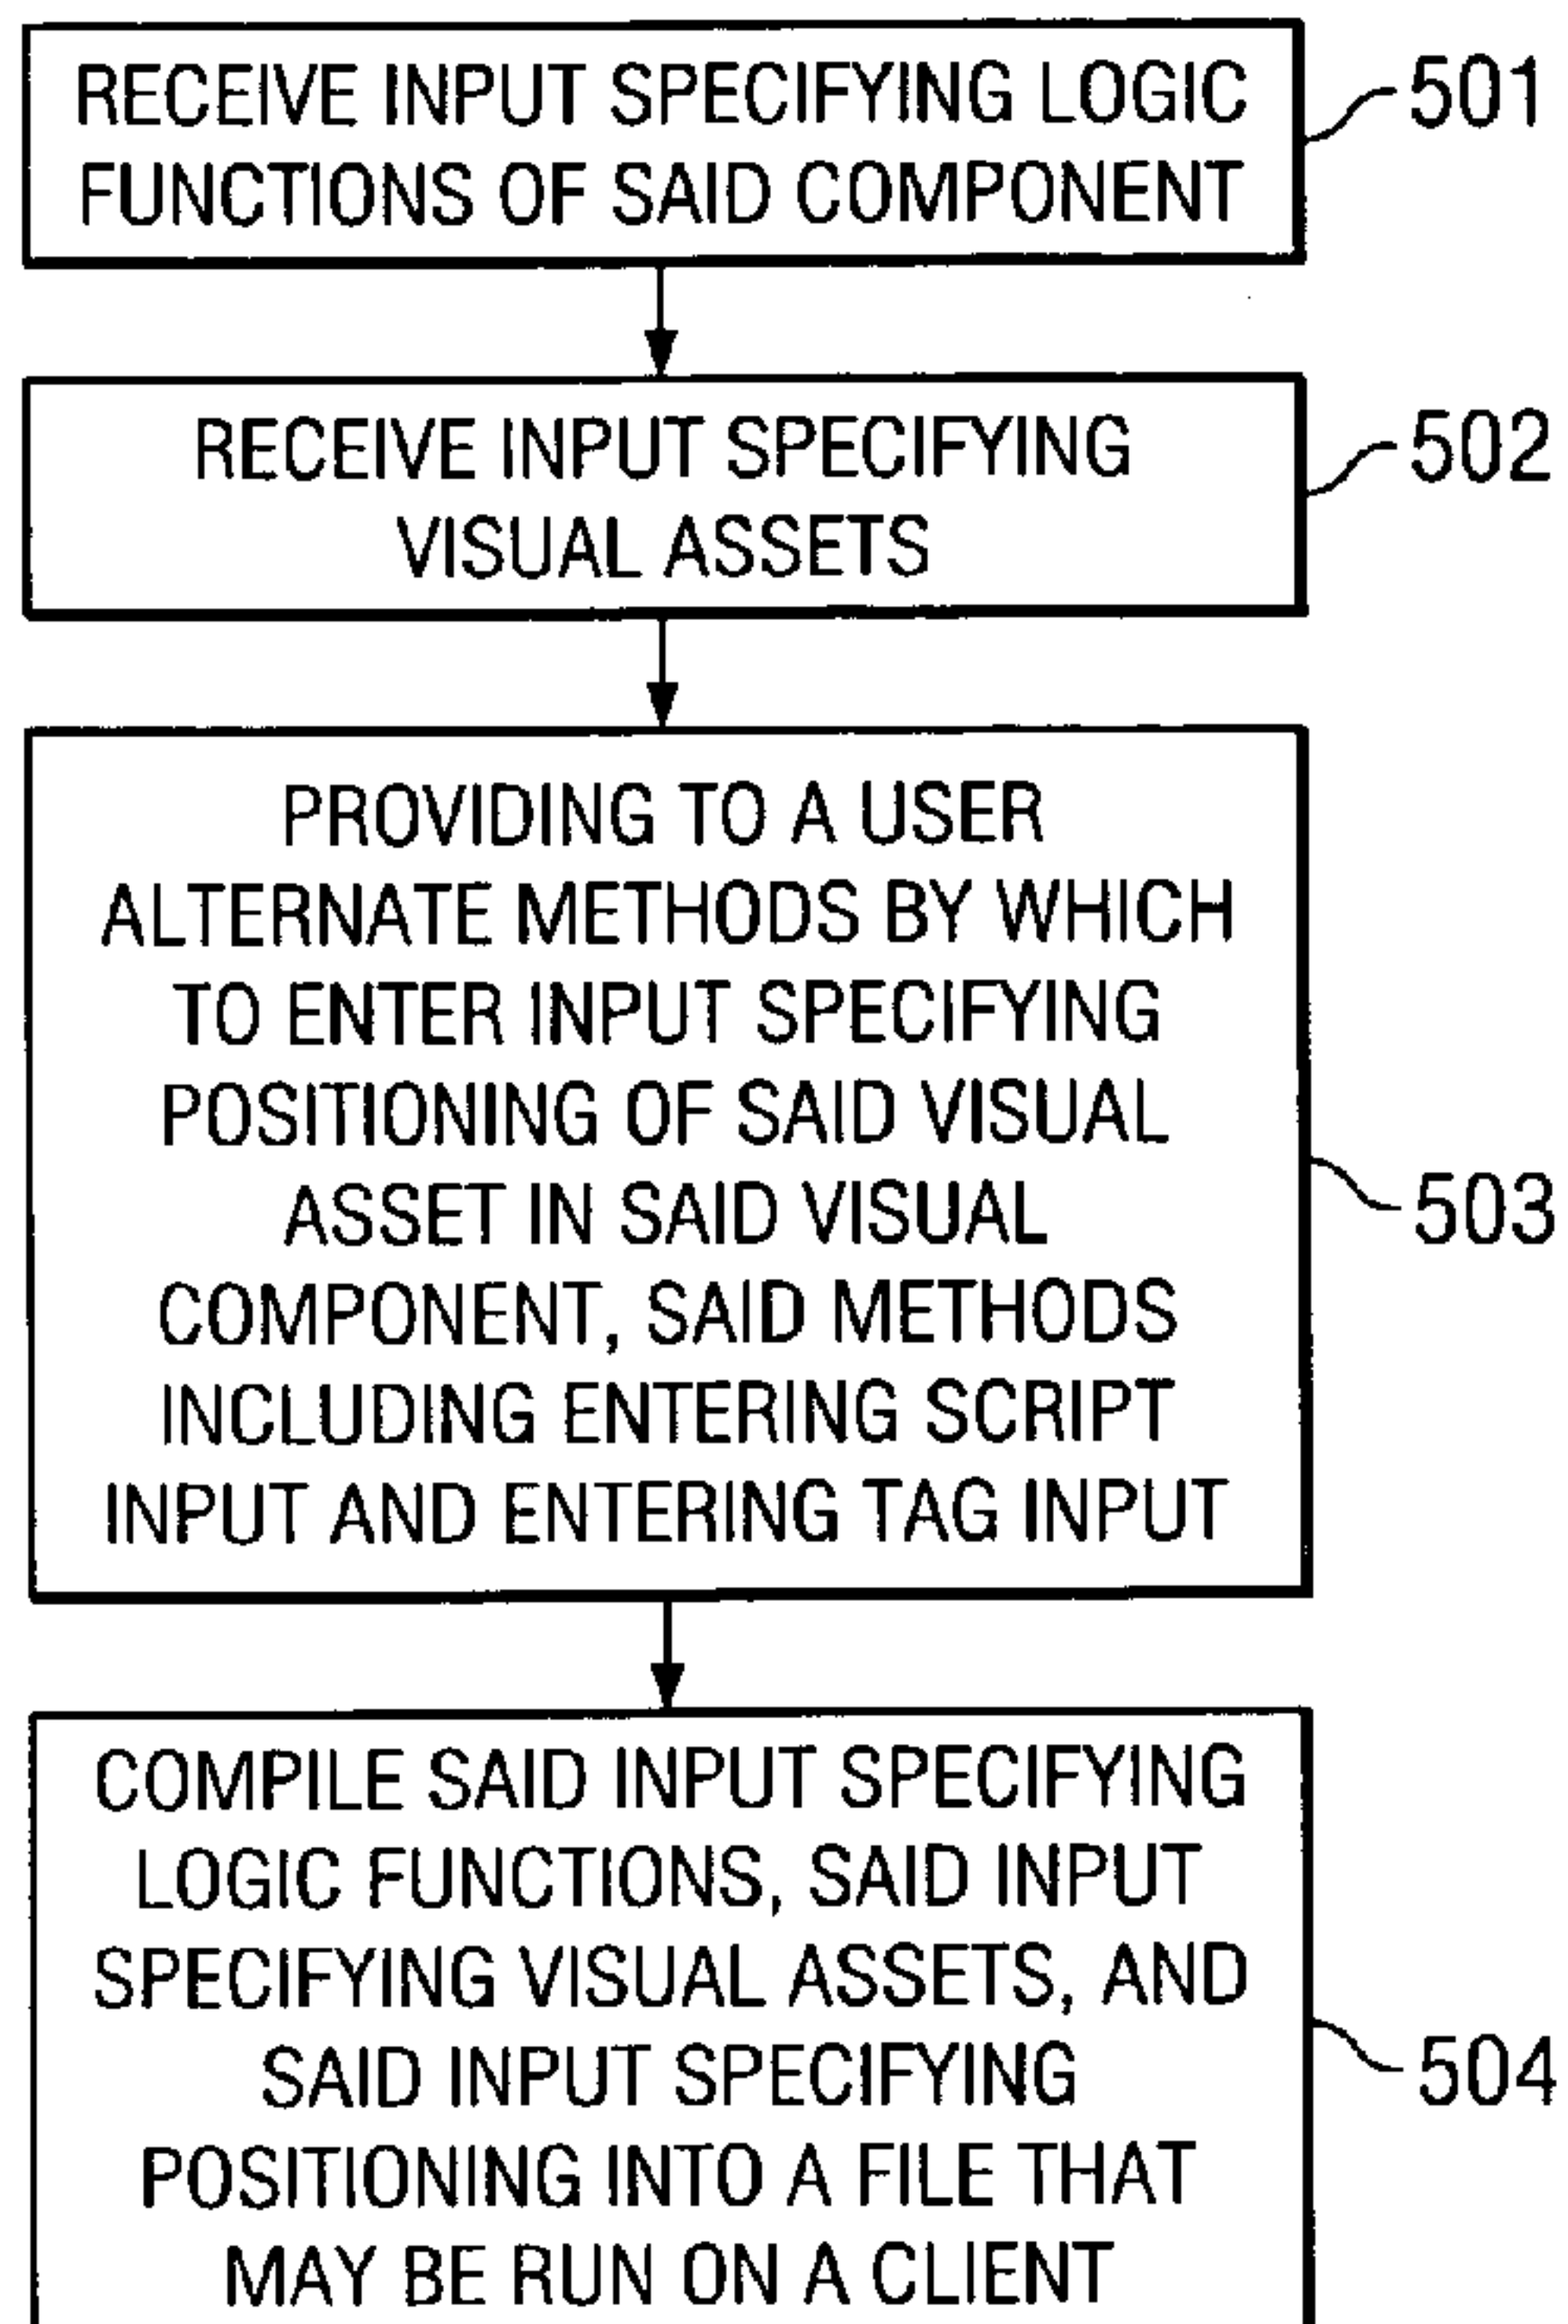 RECEIVE INPUT SPECIFYING LOGIC
FUNCTIONS OF SAID COMPONENT
501
RECEIVE INPUT SPECIFYING
VISUAL ASSETS
502
PROVIDING TO A USER
ALTERNATE METHODS BY WHICH
TO ENTER INPUT SPECIFYING
POSITIONING OF SAID VISUAL
ASSET IN SAID VISUAL
COMPONENT, SAID METHODS
INCLUDING ENTERING SCRIPT
INPUT AND ENTERING TAG INPUT
503
COMPILE SAID INPUT SPECIFYING
LOGIC FUNCTIONS, SAID INPUT
SPECIFYING VISUAL ASSETS, AND
SAID INPUT SPECIFYING
POSITIONING INTO A FILE THAT
MAY BE RUN ON A CLIENT
504